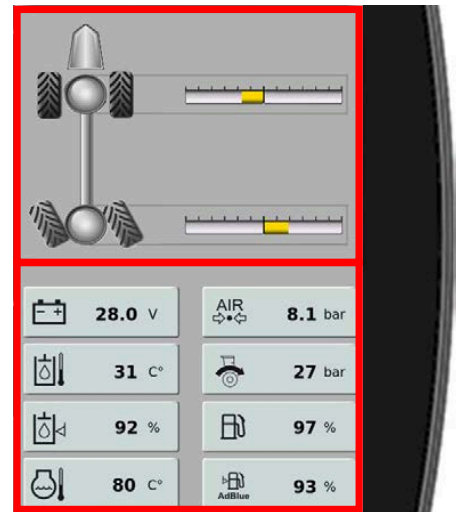 28.0 V
AIR
8.1 bar
31 C°
27 bar
92 %
97 %
80 C°
AdBlue
93 %